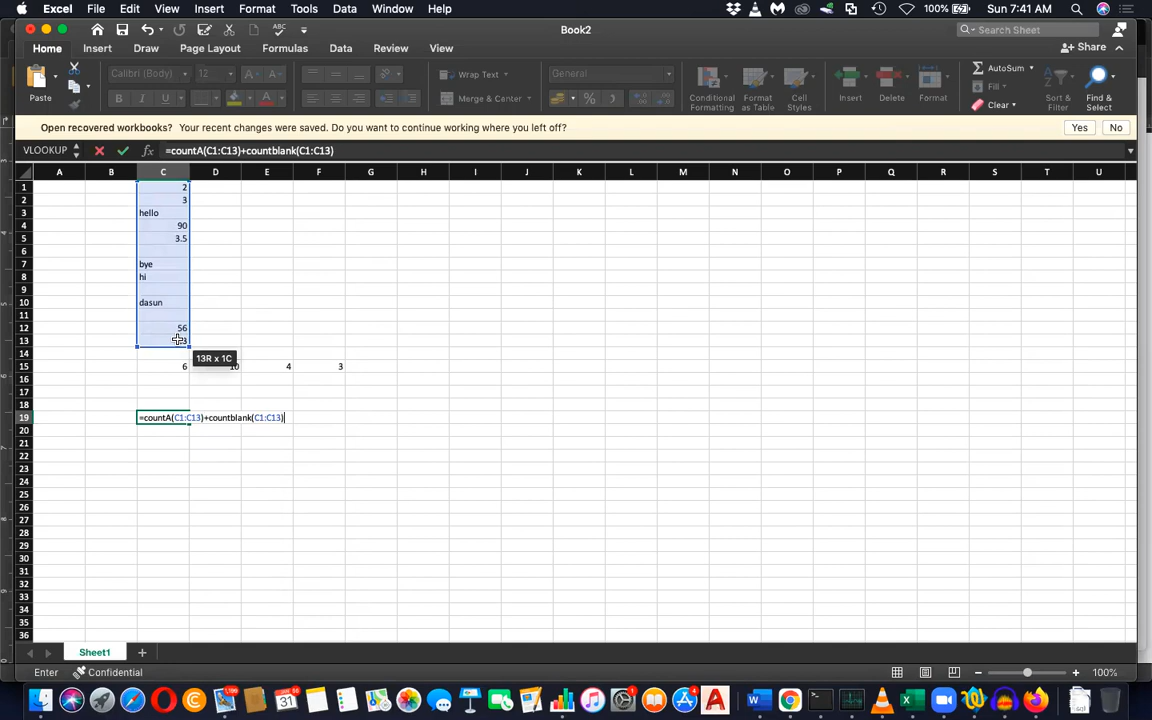 Excel File Edit View Insert Format Tools Data Window Help 100% Sun 7:41 AM
Book2 Search Sheet
Home Insert Draw Page Layout Formulas Data Review View Share
Paste Calibri (Body) 12 Wrap Text General Conditional Formatting Format as Table Cell Styles Insert Delete Format AutoSum Sort & Filter Find & Select
B I U A Merge & Center % Fill
Clear
Open recovered workbooks? Your recent changes were saved. Do you want to continue working where you left off? Yes No
VLOOKUP fx =countA(C1:C13)+countblank(C1:C13)
A B C D E F G H I J K L M N O P Q R S T U
1 2
2 3
3 hello
4 90
5 3.5
6
7 bye
8 hi
9
10 dasun
11
12 56
13
13R x 1C
14
15 6 10 4 3
16
17
18
19 =countA(C1:C13)+countblank(C1:C13)
20
21
22
23
24
25
26
27
28
29
30
31
32
33
34
35
36
Sheet1 +
Enter Confidential 100%